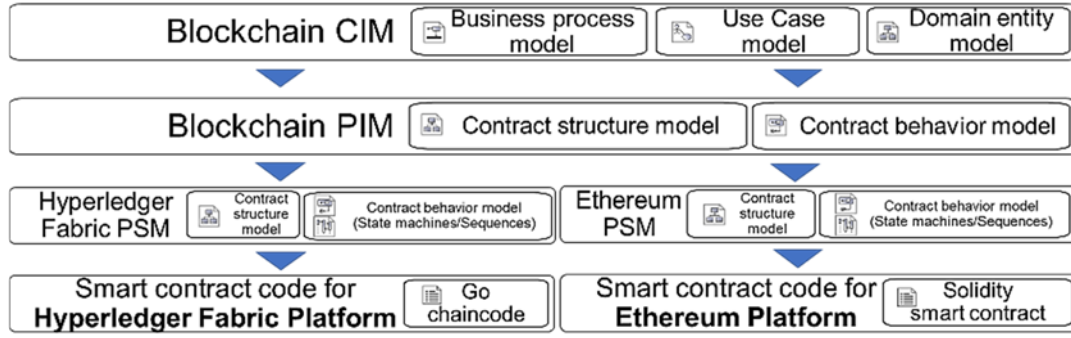 Blockchain CIM
Business process
model
Use Case
model
Domain entity
model
Blockchain PIM
Contract structure model
Contract behavior model
Hyperledger
Fabric PSM
Contract
structure
model
Contract behavior model
(State machines/Sequences)
Ethereum
PSM
Contract
structure
model
Contract behavior model
(State machines/Sequences)
Smart contract code for
Hyperledger Fabric Platform
Go
chaincode
Smart contract code for
Ethereum Platform
Solidity
smart contract